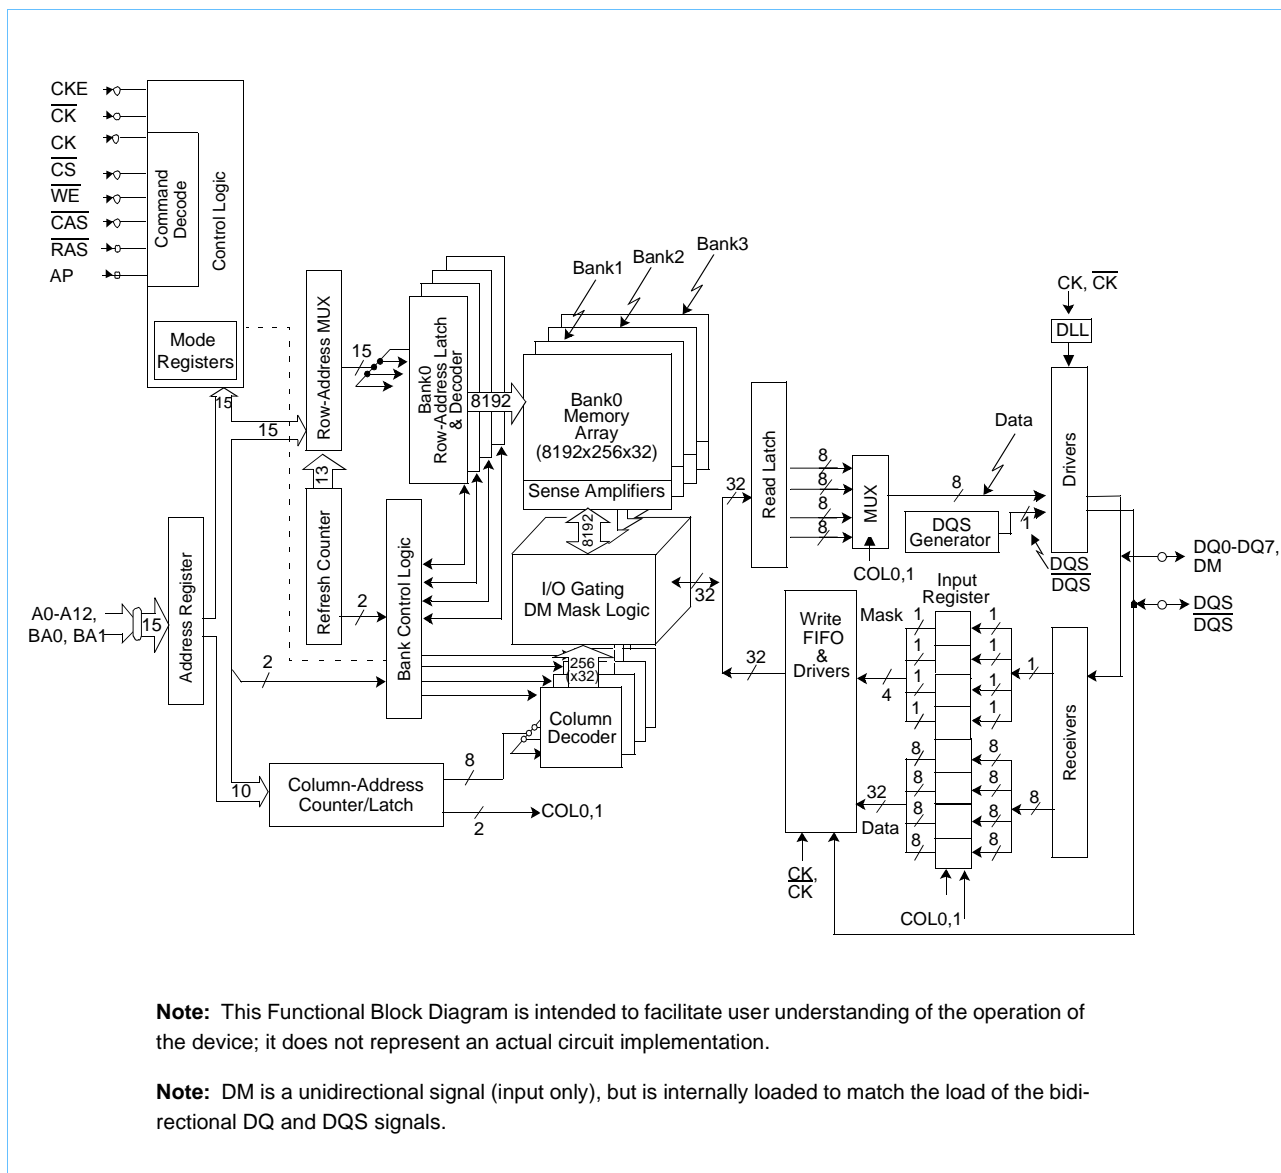 CKE
CK
CK
CS
WE
CAS
RAS
AP
Command
Decode
Control Logic
Mode
Registers
15
15
Row-Address MUX
13
Refresh Counter
15
Bank0
Row-Address Latch
& Decoder
8192
Bank1
Bank2
Bank3
Bank0
Memory
Array
(8192x256x32)
Sense Amplifiers
8192
I/O Gating
DM Mask Logic
32
A0-A12,
BA0, BA1
15
Address Register
2
2
Bank Control Logic
256
(x32)
Column
Decoder
10
Column-Address
Counter/Latch
8
2
COL0,1
32
Read Latch
8
8
8
8
MUX
COL0,1
8
Data
DQS
Generator
1
DQS
DQS
CK, CK
DLL
Drivers
DQ0-DQ7,
DM
DQS
DQS
32
Write
FIFO
&
Drivers
CK,
CK
Input
Register
Mask
1
1
1
1
4
1
1
1
1
1
8
8
8
8
32
Data
8
8
8
8
8
Receivers
COL0,1
Note: This Functional Block Diagram is intended to facilitate user understanding of the operation of
the device; it does not represent an actual circuit implementation.
Note: DM is a unidirectional signal (input only), but is internally loaded to match the load of the bidi-
rectional DQ and DQS signals.